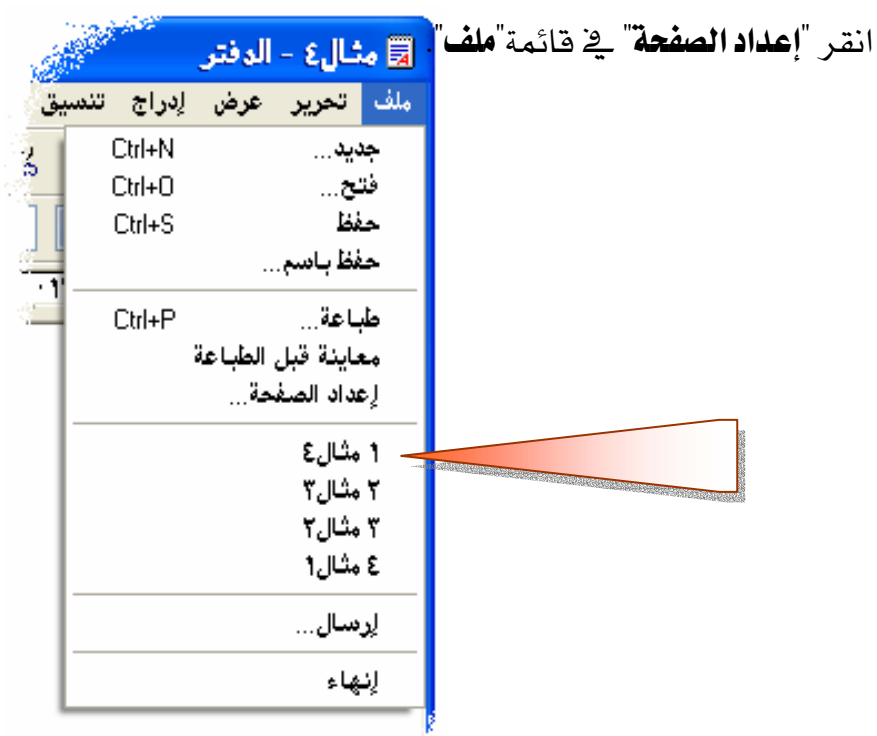 انقر "إعداد الصفحة" في قائمة "ملف".
مثال٤ - الدفتر
ملف تحرير عرض إدراج تنسيق
جديد... Ctrl+N
فتح... Ctrl+O
حفظ Ctrl+S
حفظ باسم...
طباعة... Ctrl+P
معاينة قبل الطباعة
إعداد الصفحة...
١ مثال٤
٢ مثال٣
٣ مثال٢
٤ مثال١
إرسال...
إنهاء